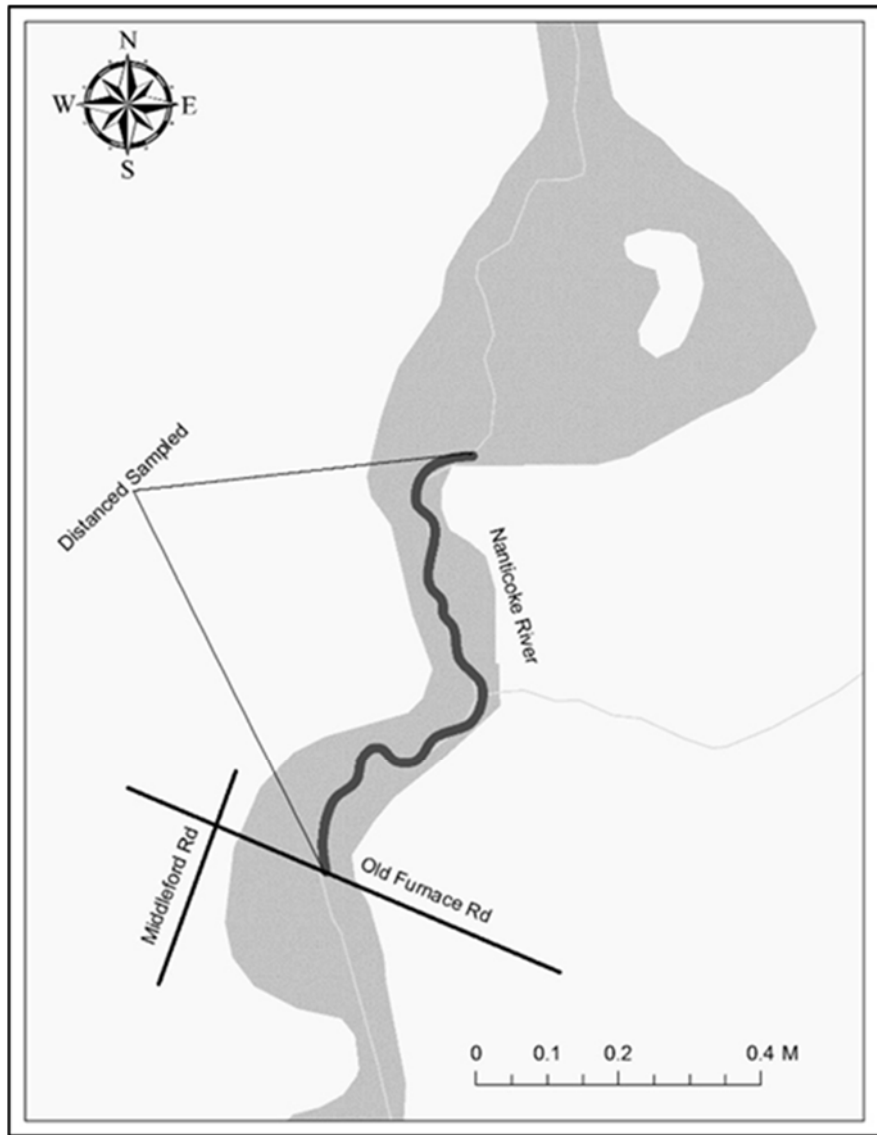 N
W E
S
Distanced Sampled
Nanticoke River
Middleford Rd
Old Furnace Rd
0 0.1 0.2 0.4 M